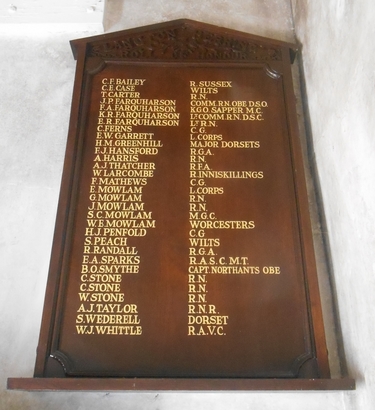 C.F. BAILEY R. SUSSEX
C.E. CASE WILTS
T. CARTER R.N.
J.P. FARQUHARSON COMM. R.N. OBE D.S.O.
F.A. FARQUHARSON K.G.O. SAPPER M.C.
K.R. FARQUHARSON Lt COMM. R.N. D.S.C.
E.R. FARQUHARSON Lt R.N.
C. FERNS C.G.
E.W. GARRETT L. CORPS
H.M. GREENHILL MAJOR DORSETS
F.J. HANSFORD R.G.A.
A. HARRIS R.N.
A.J THATCHER R.F.A.
W. LARCOMBE R. INNISKILLINGS
F. MATHEWS C.G.
E. MOWLAM L. CORPS
G. MOWLAM R.N.
J. MOWLAM R.N.
S.C. MOWLAM M.G.C.
W.E. MOWLAM WORCESTERS
H.J. PENFOLD C.G
S. PEACH WILTS
R. RANDALL R.G.A.
E.A. SPARKS R.A.S.C. M.T.
B.O. SMYTHE CAPT. NORTHANTS OBE
C. STONE R.N.
C. STONE R.N.
W. STONE R.N.
A.J. TAYLOR R.N.R.
S. WEDERELL DORSET
W.J. WHITTLE R.A.V.C.